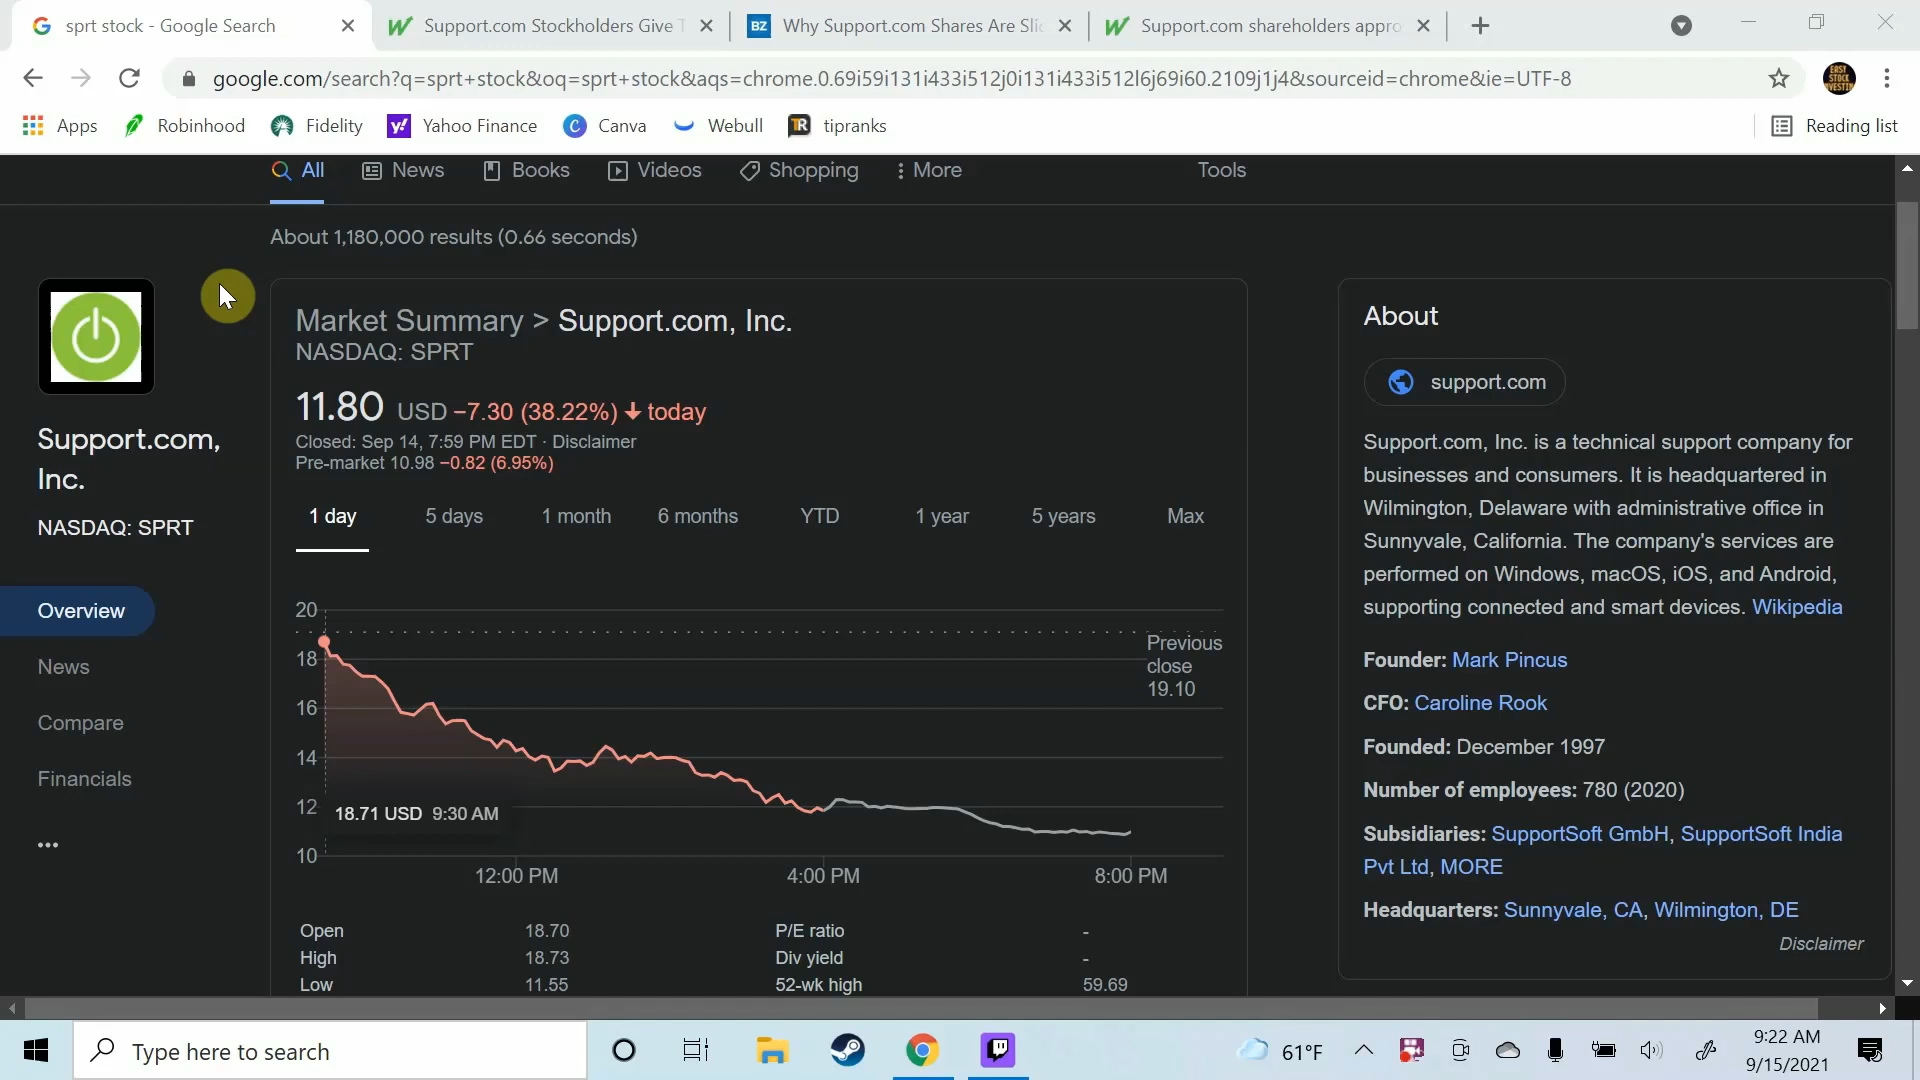 sprt stock - Google Search
Support.com Stockholders Give T
BZ
Why Support.com Shares Are Slid
Support.com shareholders appro
google.com/search?q=sprt+stock&oq=sprt+stock&aqs=chrome.0.69i59i131i433i512j0i131i433i512l6j69i60.2109j1j4&sourceid=chrome&ie=UTF-8
EASY STOCK INVESTIN
Apps
Robinhood
Fidelity
y!
Yahoo Finance
C
Canva
Webull
TR
tipranks
Reading list
All
News
Books
Videos
Shopping
More
Tools
About 1,180,000 results (0.66 seconds)
Support.com,
Inc.
NASDAQ: SPRT
Overview
News
Compare
Financials
Market Summary > Support.com, Inc.
NASDAQ: SPRT
11.80 USD −7.30 (38.22%) today
Closed: Sep 14, 7:59 PM EDT · Disclaimer
Pre-market 10.98 −0.82 (6.95%)
1 day
5 days
1 month
6 months
YTD
1 year
5 years
Max
20
18
16
14
12
10
Previous
close
19.10
18.71 USD 9:30 AM
12:00 PM
4:00 PM
8:00 PM
Open 18.70
High 18.73
Low 11.55
P/E ratio -
Div yield -
52-wk high 59.69
About
support.com
Support.com, Inc. is a technical support company for
businesses and consumers. It is headquartered in
Wilmington, Delaware with administrative office in
Sunnyvale, California. The company's services are
performed on Windows, macOS, iOS, and Android,
supporting connected and smart devices. Wikipedia
Founder: Mark Pincus
CFO: Caroline Rook
Founded: December 1997
Number of employees: 780 (2020)
Subsidiaries: SupportSoft GmbH, SupportSoft India
Pvt Ltd, MORE
Headquarters: Sunnyvale, CA, Wilmington, DE
Disclaimer
Type here to search
61°F
9:22 AM
9/15/2021